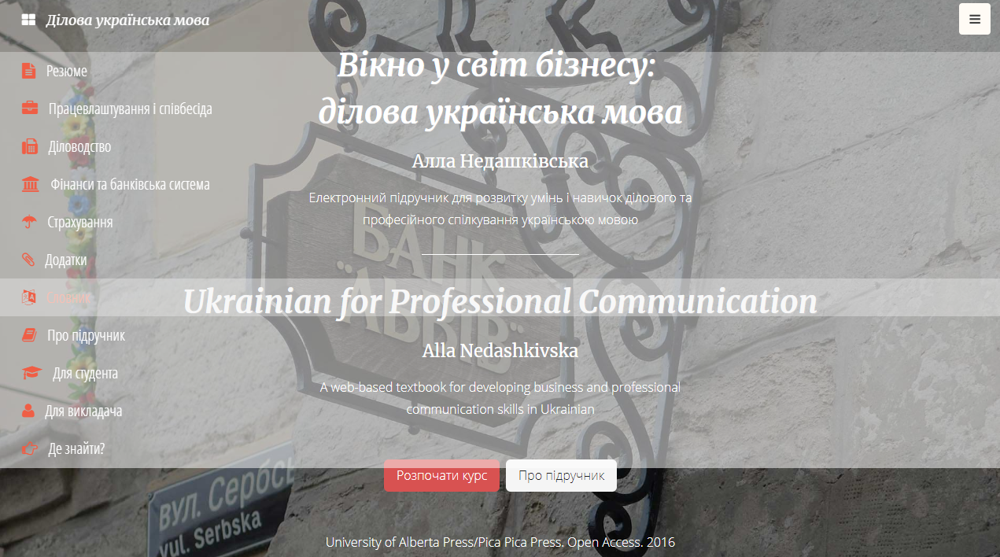 Ділова українська мова
Резюме
Працевлаштування і співбесіда
Діловодство
Фінанси та банківська система
Страхування
Додатки
Словник
Про підручник
Для студента
Для викладача
Де знайти?
Вікно у світ бізнесу:
ділова українська мова
Алла Недашківська
Електронний підручник для розвитку умінь і навичок ділового та
професійного спілкування українською мовою
Ukrainian for Professional Communication
Alla Nedashkivska
A web-based textbook for developing business and professional
communication skills in Ukrainian
Розпочати курс
Про підручник
University of Alberta Press/Pica Pica Press. Open Access. 2016
БАНК
"ЛЬВІВ"
вул. Сербс
vul. Serbska